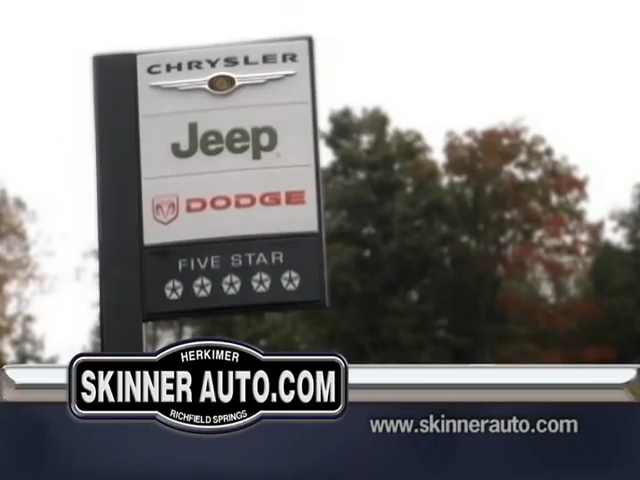 CHRYSLER
Jeep
DODGE
FIVE STAR
HERKIMER
SKINNER AUTO.COM
RICHFIELD SPRINGS
www.skinnerauto.com